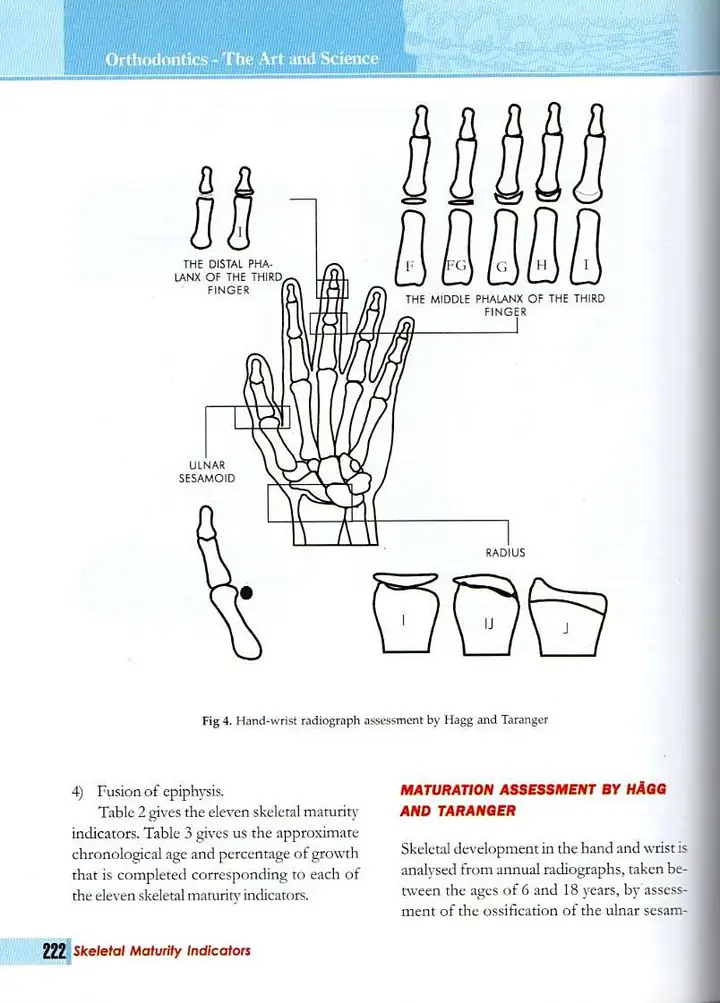 Orthodontics - The Art and Science
I
THE DISTAL PHA-
LANX OF THE THIRD
FINGER
F FG G H I
THE MIDDLE PHALANX OF THE THIRD
FINGER
ULNAR
SESAMOID
RADIUS
I IJ J
Fig 4. Hand-wrist radiograph assessment by Hagg and Taranger
4) Fusion of epiphysis.
Table 2 gives the eleven skeletal maturity
indicators. Table 3 gives us the approximate
chronological age and percentage of growth
that is completed corresponding to each of
the eleven skeletal maturity indicators.
MATURATION ASSESSMENT BY HÄGG
AND TARANGER
Skeletal development in the hand and wrist is
analysed from annual radiographs, taken be-
tween the ages of 6 and 18 years, by assess-
ment of the ossification of the ulnar sesam-
222 Skeletal Maturity Indicators